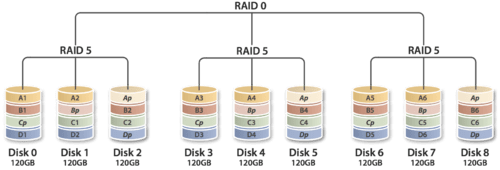 RAID 0
RAID 5 RAID 5 RAID 5
A1 A2 Ap A3 A4 Ap A5 A6 Ap
B1 Bp B2 B3 Bp B4 B5 Bp B6
Cp C1 C2 Cp C3 C4 Cp C5 C6
D1 D2 Dp D3 D4 Dp D5 D6 Dp
Disk 0 Disk 1 Disk 2 Disk 3 Disk 4 Disk 5 Disk 6 Disk 7 Disk 8
120GB 120GB 120GB 120GB 120GB 120GB 120GB 120GB 120GB